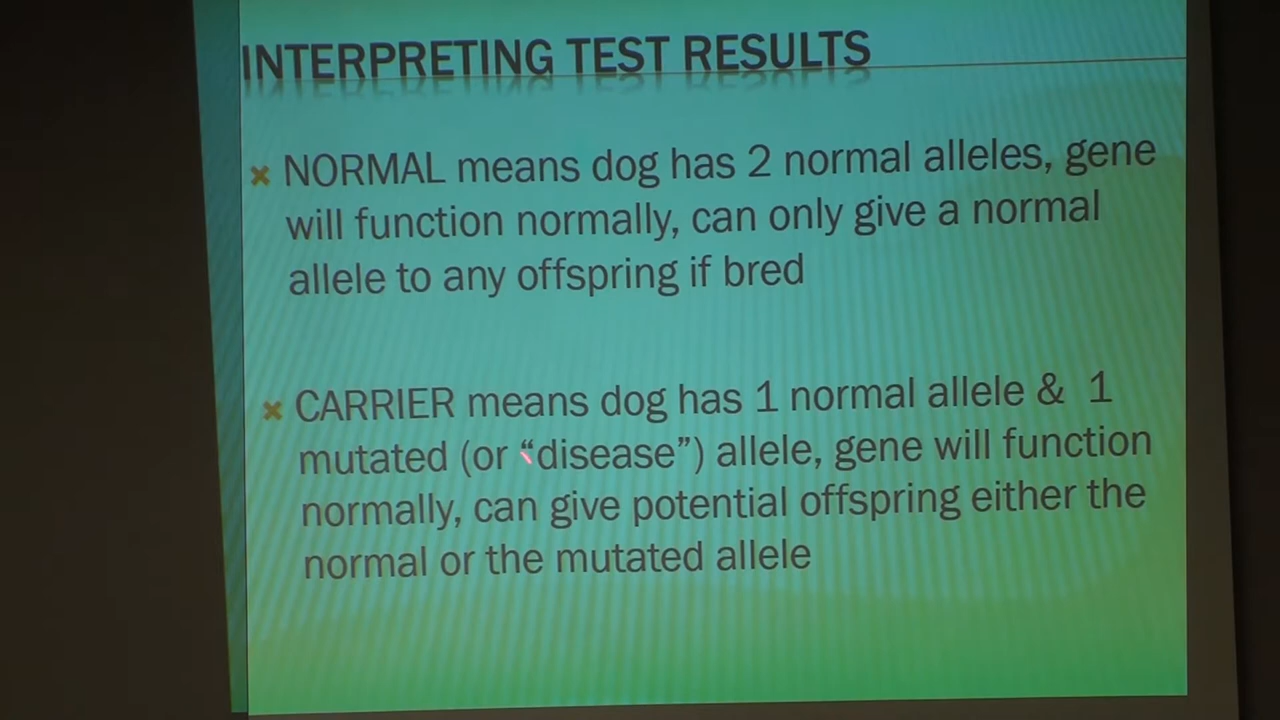 INTERPRETING TEST RESULTS
NORMAL means dog has 2 normal alleles, gene
will function normally, can only give a normal
allele to any offspring if bred
CARRIER means dog has 1 normal allele & 1
mutated (or “disease”) allele, gene will function
normally, can give potential offspring either the
normal or the mutated allele